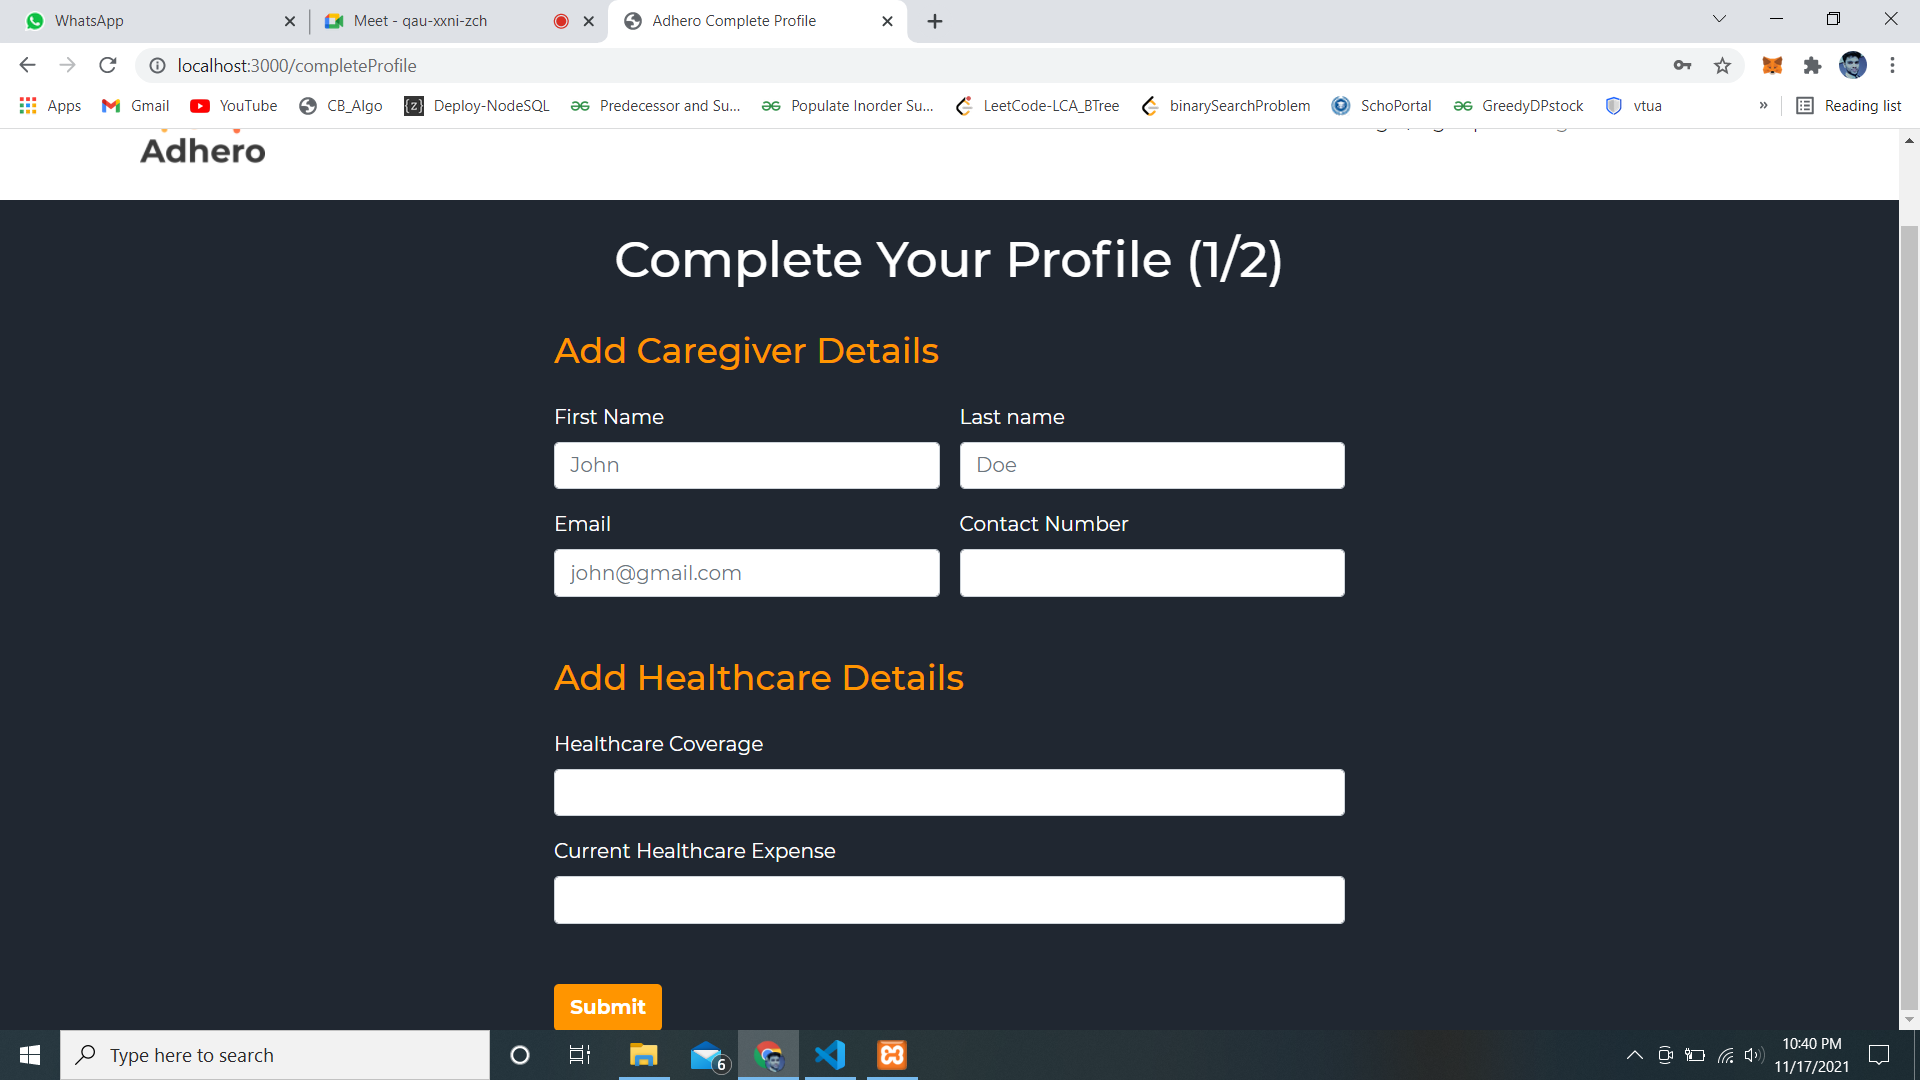 WhatsApp
Meet - qau-xxni-zch
Adhero Complete Profile
localhost:3000/completeProfile
Apps
Gmail
YouTube
CB_Algo
{z}
Deploy-NodeSQL
Predecessor and Su...
Populate Inorder Su...
LeetCode-LCA_BTree
binarySearchProblem
SchoPortal
GreedyDPstock
vtua
»
Reading list
Adhero
Complete Your Profile (1/2)
Add Caregiver Details
First Name
Last name
John
Doe
Email
Contact Number
john@gmail.com
Add Healthcare Details
Healthcare Coverage
Current Healthcare Expense
Submit
Type here to search
6
10:40 PM
11/17/2021